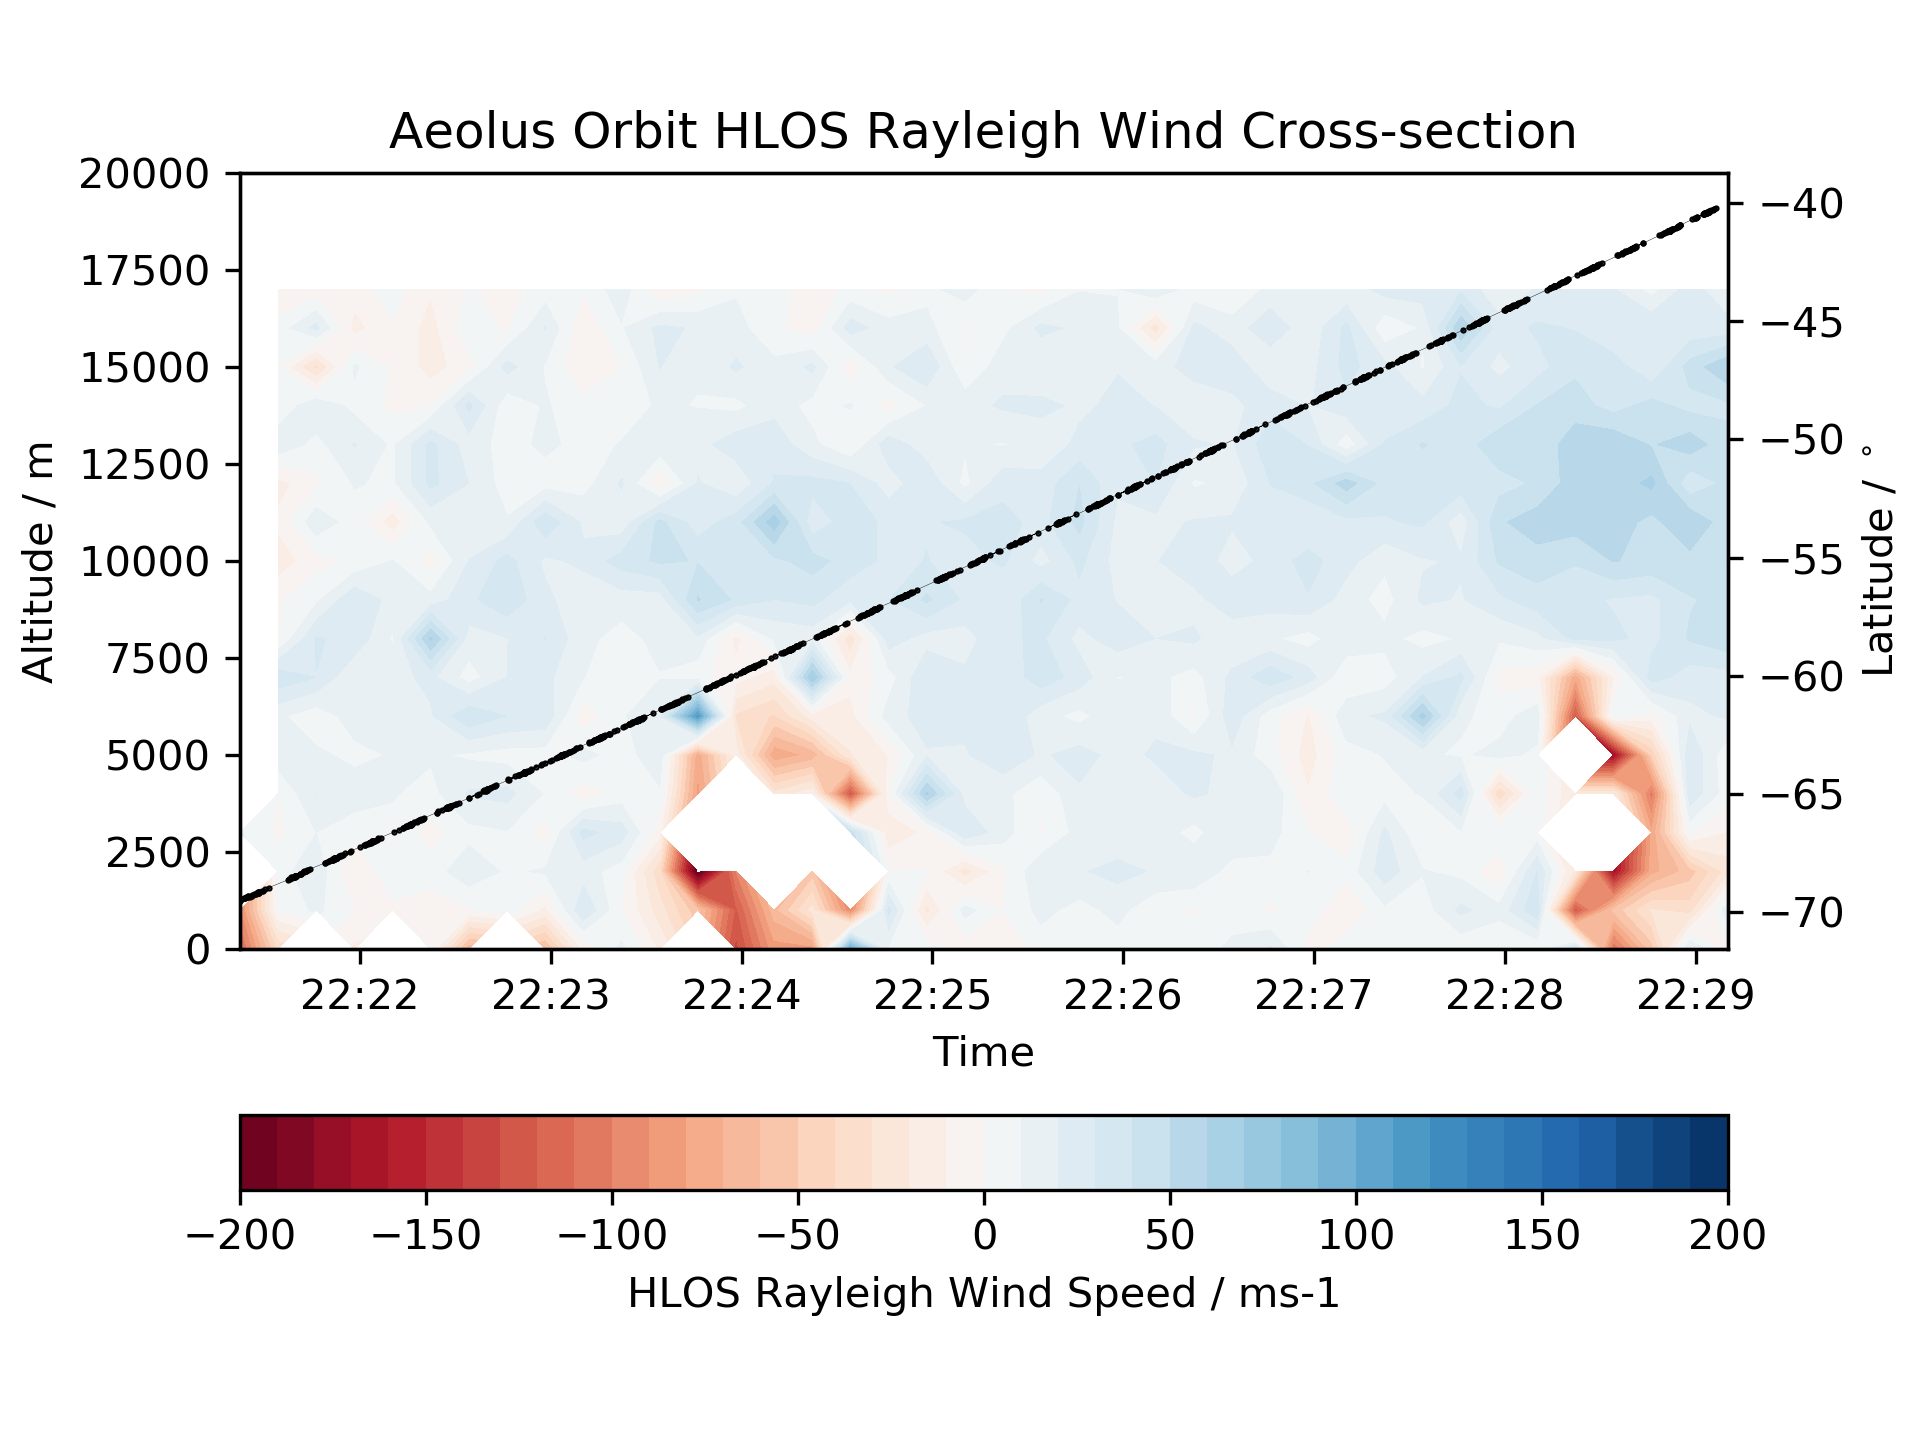 Aeolus Orbit HLOS Rayleigh Wind Cross-section
20000
17500
15000
12500
10000
7500
5000
2500
0
Altitude / m
−40
−45
−50
−55
−60
−65
−70
Latitude / °
22:22 22:23 22:24 22:25 22:26 22:27 22:28 22:29
Time
−200 −150 −100 −50 0 50 100 150 200
HLOS Rayleigh Wind Speed / ms-1